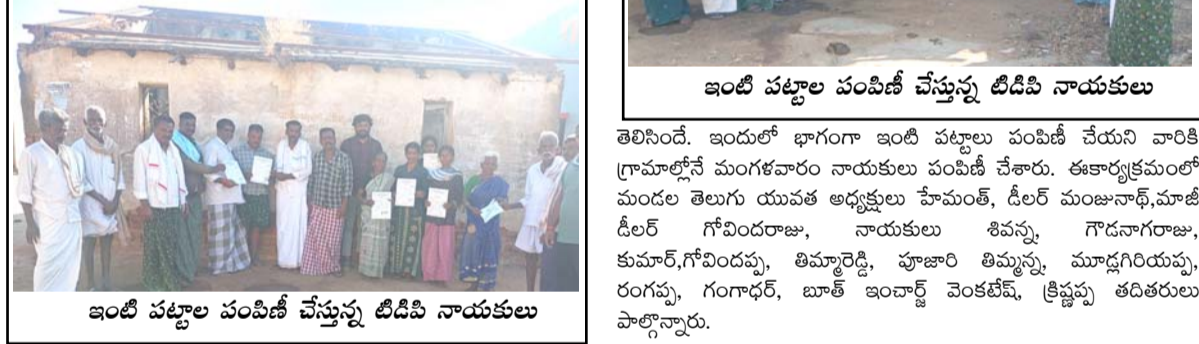 ఇంటి పట్టాల పంపిణీ చేస్తున్న టిడిపి నాయకులు
ఇంటి పట్టాల పంపిణీ చేస్తున్న టిడిపి నాయకులు
తెలిసిందే. ఇందులో భాగంగా ఇంటి పట్టాలు పంపిణీ చేయని వారికి
గ్రామాల్లోనే మంగళవారం నాయకులు పంపిణీ చేశారు. ఈకార్యక్రమంలో
మండల తెలుగు యువత అధ్యక్షులు హేమంత్, డీలర్ మంజునాథ్,మాజీ
డీలర్ గోవిందరాజు, నాయకులు శివన్న, గౌడనాగరాజు,
కుమార్,గోవిందప్ప, తిమ్మారెడ్డి, పూజారి తిమ్మన్న, మూడ్లగిరియప్ప,
రంగప్ప, గంగాధర్, బూత్ ఇంచార్జ్ వెంకటేష్, క్రిష్ణప్ప తదితరులు
పాల్గొన్నారు.